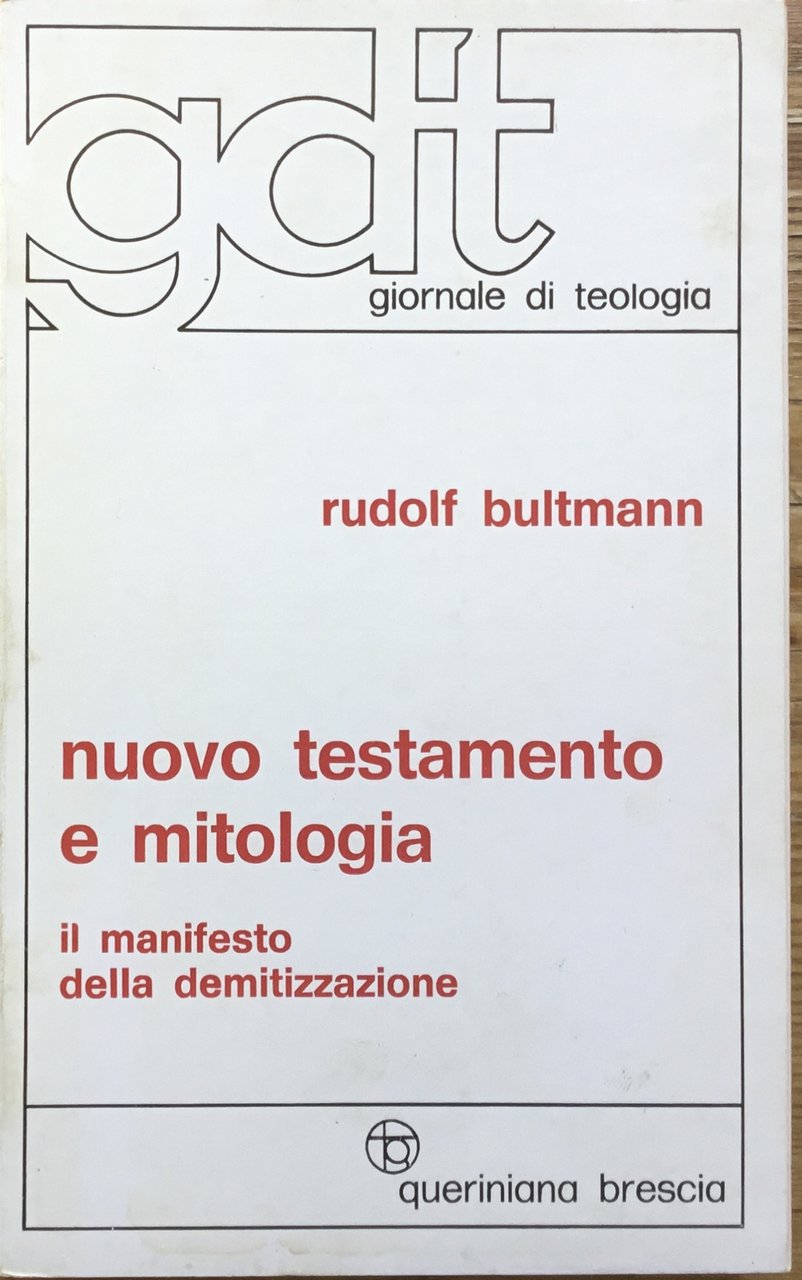 gdt
giornale di teologia
rudolf bultmann
nuovo testamento
e mitologia
il manifesto
della demitizzazione
queriniana brescia